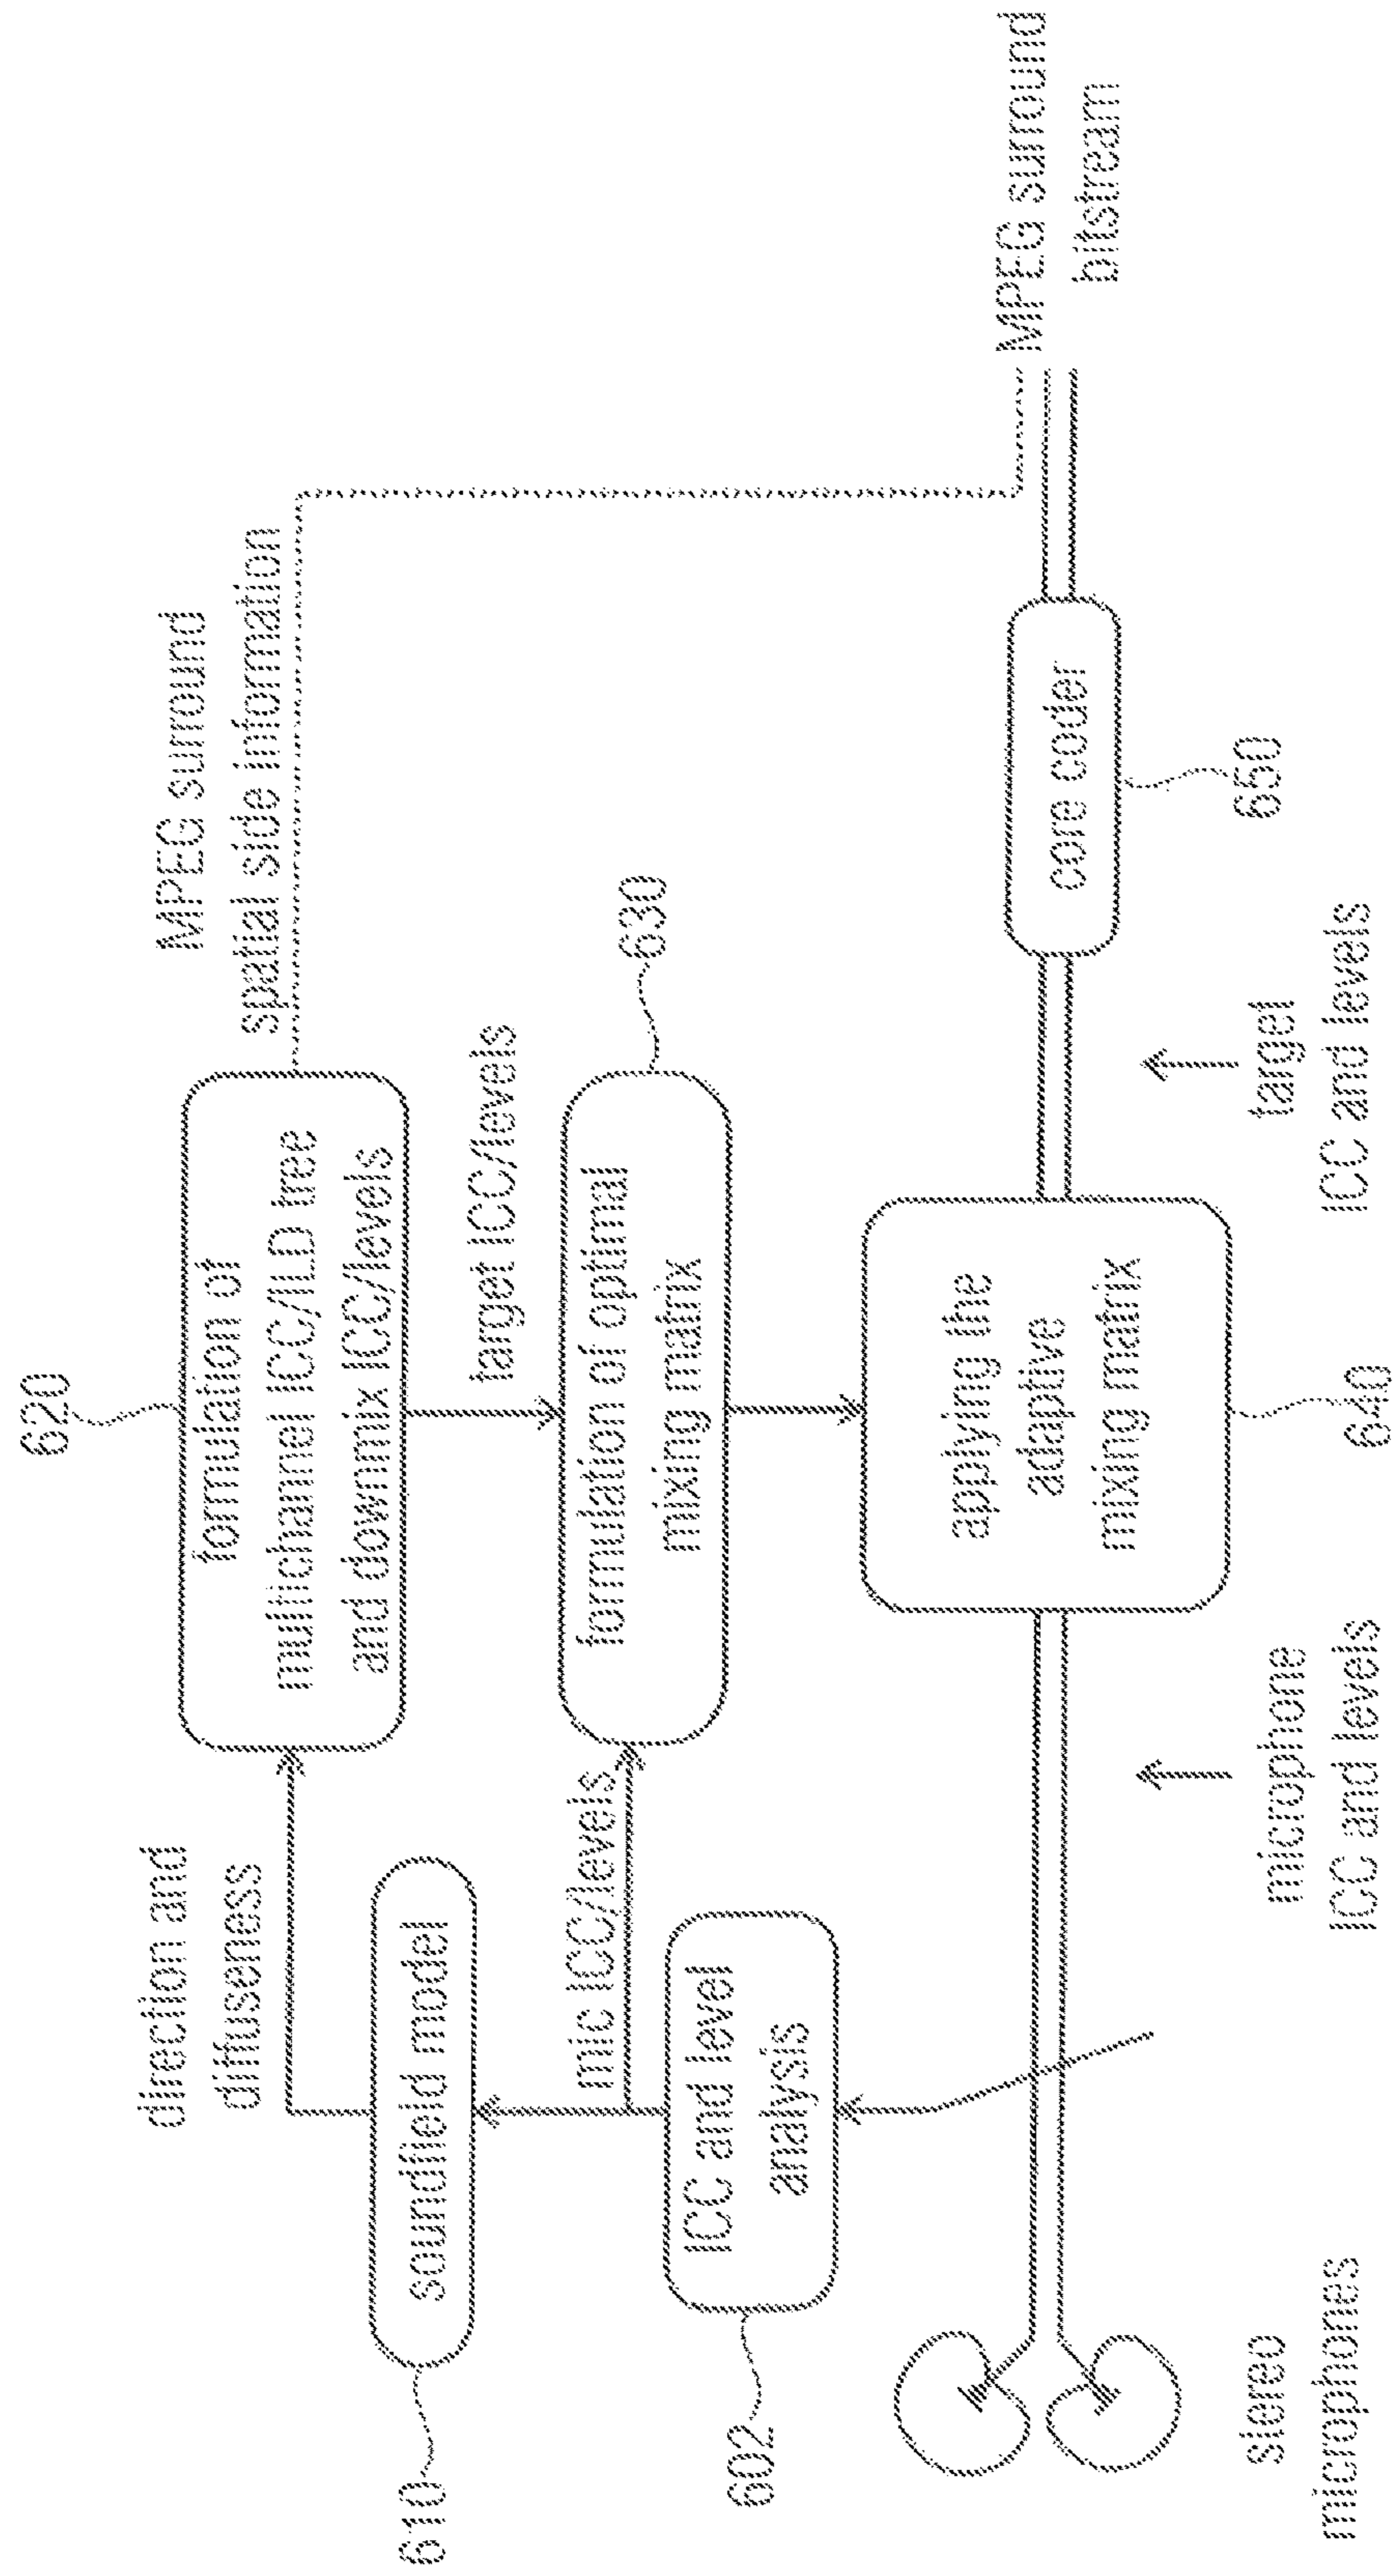 620
formulation of
multichannel ICC/ILD tree
and downmix ICC/levels
MPEG surround
spatial side information
direction and
diffuseness
610
soundfield model
target ICC/levels
630
formulation of optimal
mixing matrix
mic ICC/levels
602
ICC and level
analysis
applying the
adaptive
mixing matrix
640
core coder
650
MPEG surround
bitstream
stereo
microphones
microphone
ICC and levels
target
ICC and levels